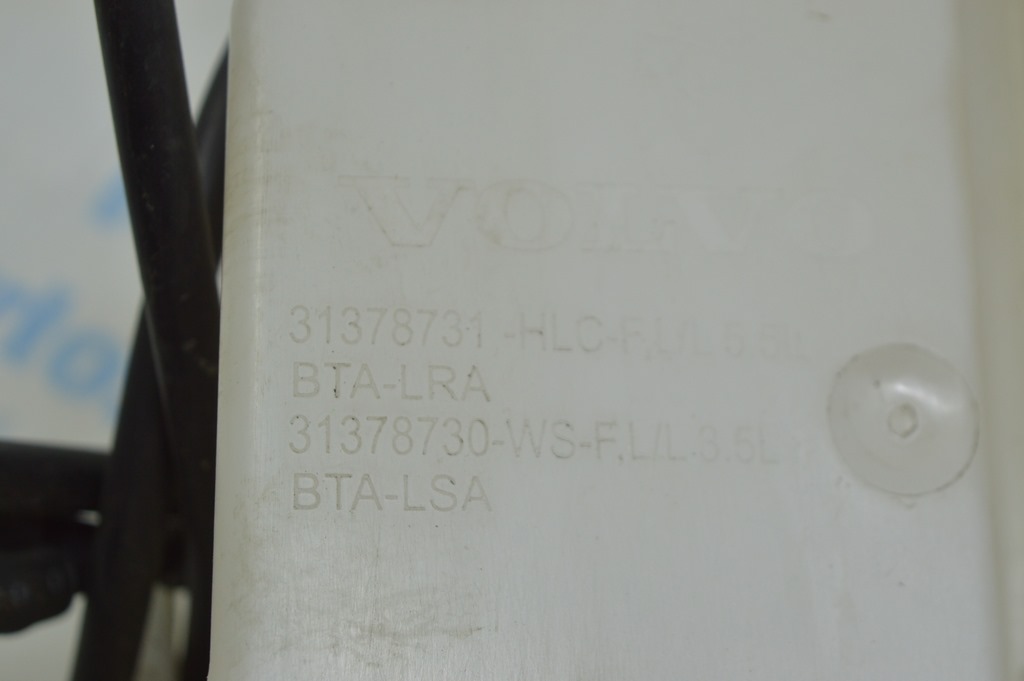 VOLVO
31378731-HLC-F,L/L 5.5L
BTA-LRA
31378730-WS-F,L/L 3.5L
BTA-LSA